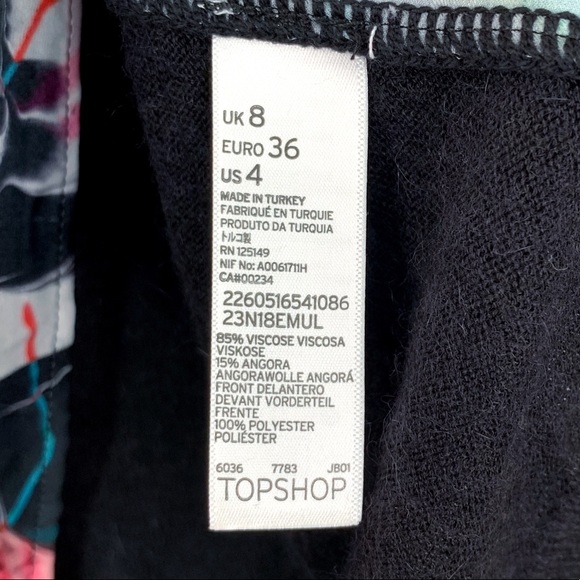 UK 8
EURO 36
US 4
MADE IN TURKEY
FABRIQUÉ EN TURQUIE
PRODUTO DA TURQUIA
トルコ製
RN 125149
NIF No: A0061711H
CA#00234
2260516541086
23N18EMUL
85% VISCOSE VISCOSA
VISKOSE
15% ANGORA
ANGORAWOLLE ANGORÁ
FRONT DELANTERO
DEVANT VORDERTEIL
FRENTE
100% POLYESTER
POLIÉSTER
6036 7783 JB01
TOPSHOP